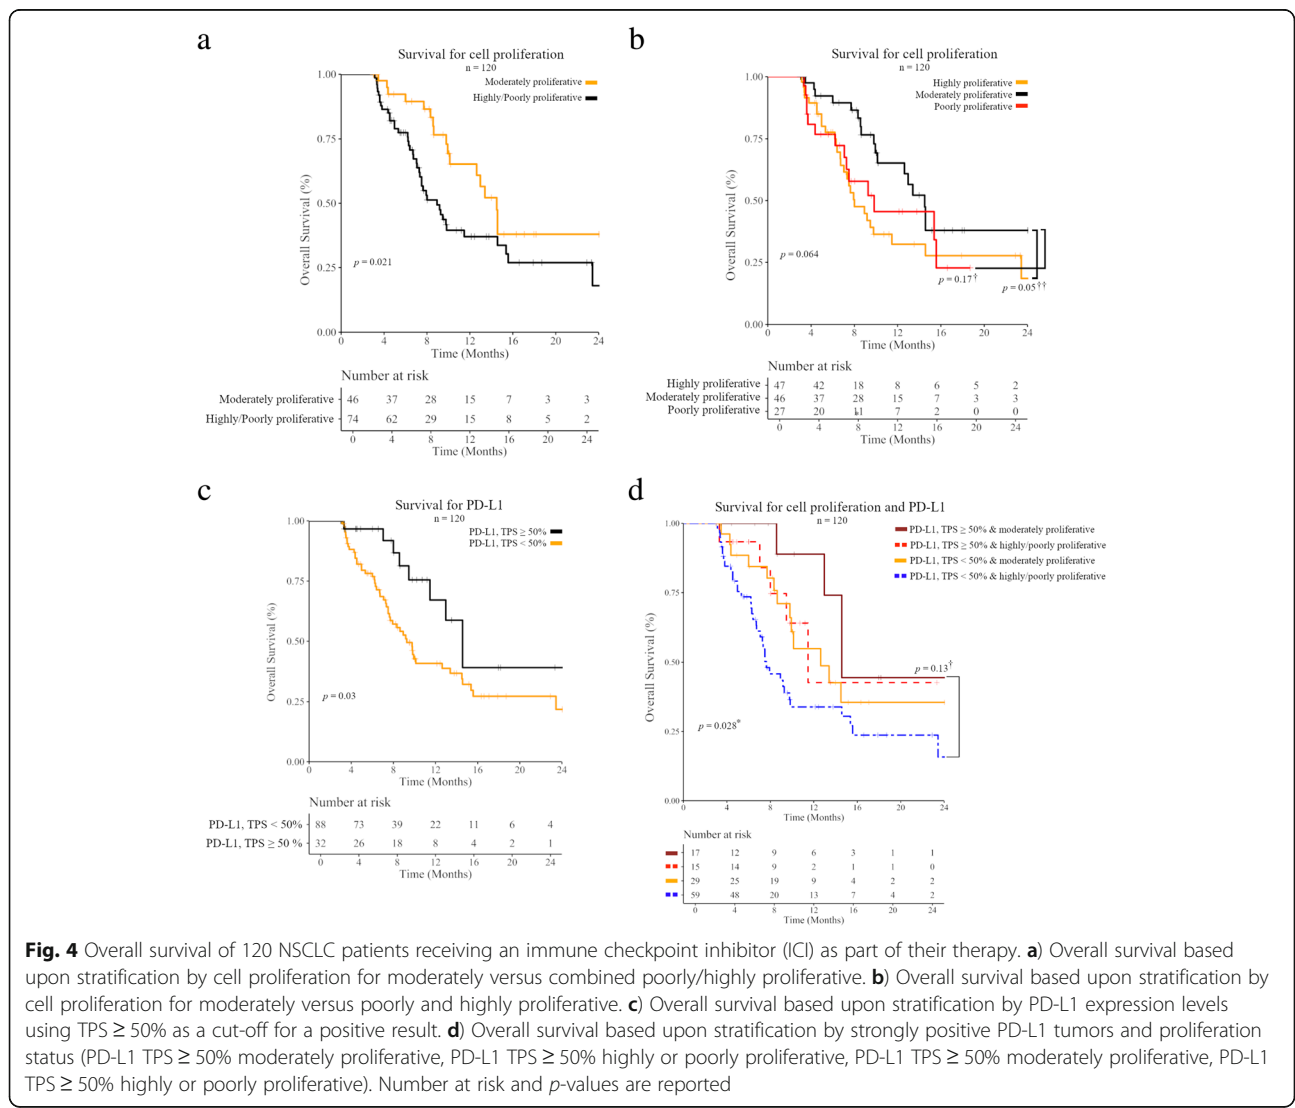 a
Survival for cell proliferation
n = 120
Moderately proliferative
Highly/Poorly proliferative
1.00
0.75
0.50
0.25
0.00
Overall Survival (%)
p = 0.021
0 4 8 12 16 20 24
Time (Months)
Number at risk
Moderately proliferative 46 37 28 15 7 3 3
Highly/Poorly proliferative 74 62 29 15 8 5 2
0 4 8 12 16 20 24
Time (Months)
b
Survival for cell proliferation
n = 120
Highly proliferative
Moderately proliferative
Poorly proliferative
1.00
0.75
0.50
0.25
0.00
Overall Survival (%)
p = 0.064
p = 0.17†
p = 0.05††
0 4 8 12 16 20 24
Time (Months)
Number at risk
Highly proliferative 47 42 18 8 6 5 2
Moderately proliferative 46 37 28 15 7 3 3
Poorly proliferative 27 20 11 7 2 0 0
0 4 8 12 16 20 24
Time (Months)
c
Survival for PD-L1
n = 120
PD-L1, TPS ≥ 50%
PD-L1, TPS < 50%
1.00
0.75
0.50
0.25
0.00
Overall Survival (%)
p = 0.03
0 4 8 12 16 20 24
Time (Months)
Number at risk
PD-L1, TPS < 50% 88 73 39 22 11 6 4
PD-L1, TPS ≥ 50 % 32 26 18 8 4 2 1
0 4 8 12 16 20 24
Time (Months)
d
Survival for cell proliferation and PD-L1
n = 120
PD-L1, TPS ≥ 50% & moderately proliferative
PD-L1, TPS ≥ 50% & highly/poorly proliferative
PD-L1, TPS < 50% & moderately proliferative
PD-L1, TPS < 50% & highly/poorly proliferative
1.00
0.75
0.50
0.25
0.00
Overall Survival (%)
p = 0.13†
p = 0.028*
0 4 8 12 16 20 24
Time (Months)
Number at risk
17 12 9 6 3 1 1
15 14 9 2 1 1 0
29 25 19 9 4 2 2
59 48 20 13 7 4 2
0 4 8 12 16 20 24
Time (Months)
Fig. 4 Overall survival of 120 NSCLC patients receiving an immune checkpoint inhibitor (ICI) as part of their therapy. a) Overall survival based
upon stratification by cell proliferation for moderately versus combined poorly/highly proliferative. b) Overall survival based upon stratification by
cell proliferation for moderately versus poorly and highly proliferative. c) Overall survival based upon stratification by PD-L1 expression levels
using TPS ≥ 50% as a cut-off for a positive result. d) Overall survival based upon stratification by strongly positive PD-L1 tumors and proliferation
status (PD-L1 TPS ≥ 50% moderately proliferative, PD-L1 TPS ≥ 50% highly or poorly proliferative, PD-L1 TPS ≥ 50% moderately proliferative, PD-L1
TPS ≥ 50% highly or poorly proliferative). Number at risk and p-values are reported